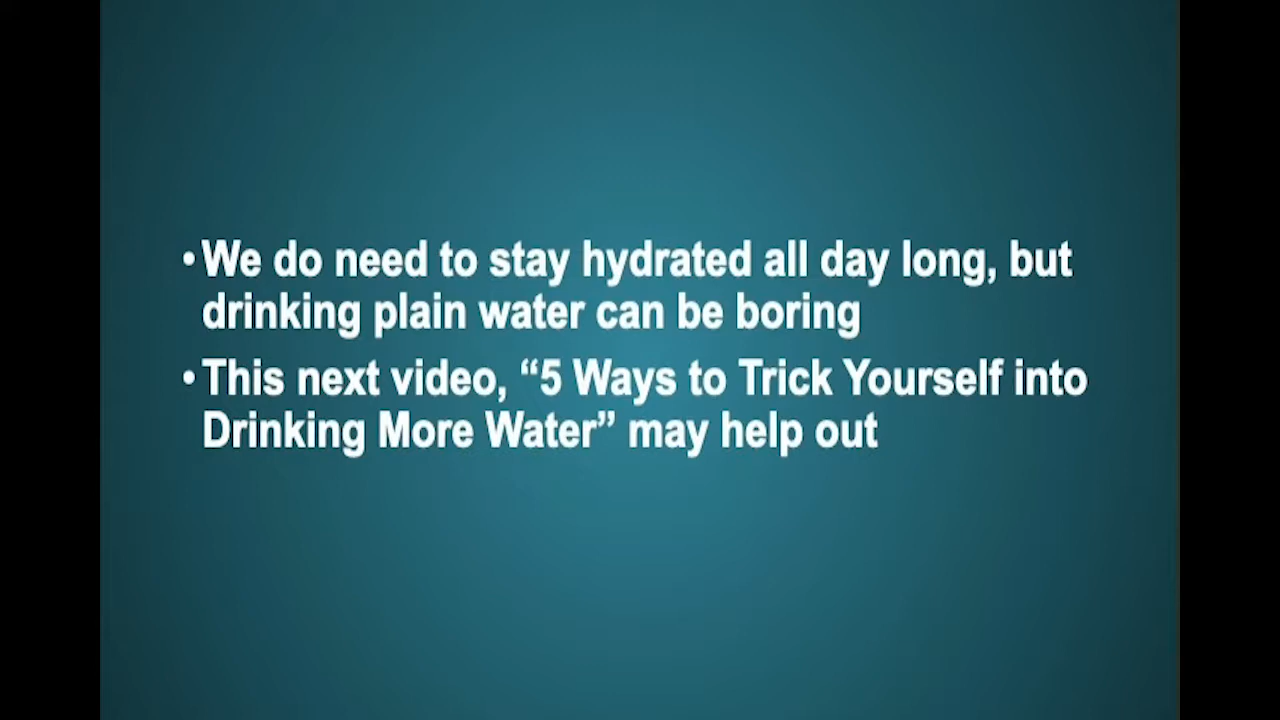 •We do need to stay hydrated all day long, but
drinking plain water can be boring
•This next video, “5 Ways to Trick Yourself into
Drinking More Water” may help out